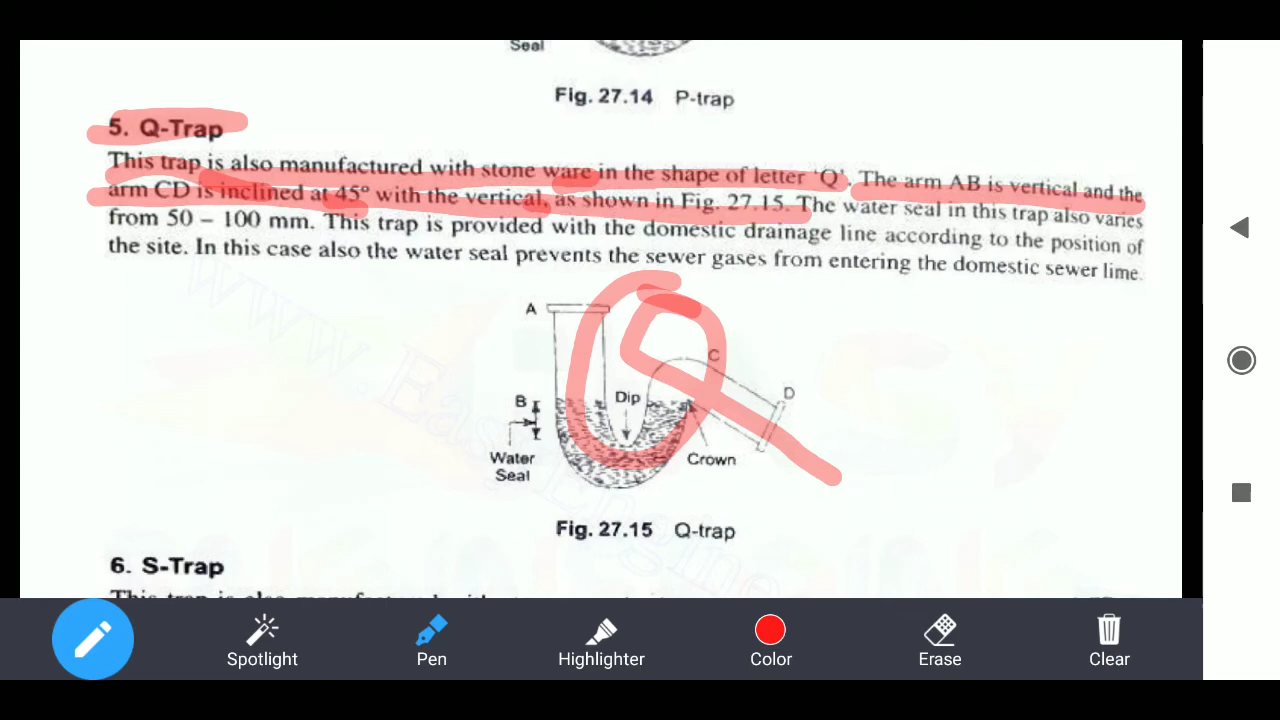 Seal
Fig. 27.14 P-trap
5. Q-Trap
This trap is also manufactured with stone ware in the shape of letter 'Q'. The arm AB is vertical and the
arm CD is inclined at 45° with the vertical, as shown in Fig. 27.15. The water seal in this trap also varies
from 50 – 100 mm. This trap is provided with the domestic drainage line according to the position of
the site. In this case also the water seal prevents the sewer gases from entering the domestic sewer lime.
A
C
D
B
Dip
Water
Seal
Crown
Fig. 27.15 Q-trap
6. S-Trap
This trap is also
Spotlight
Pen
Highlighter
Color
Erase
Clear